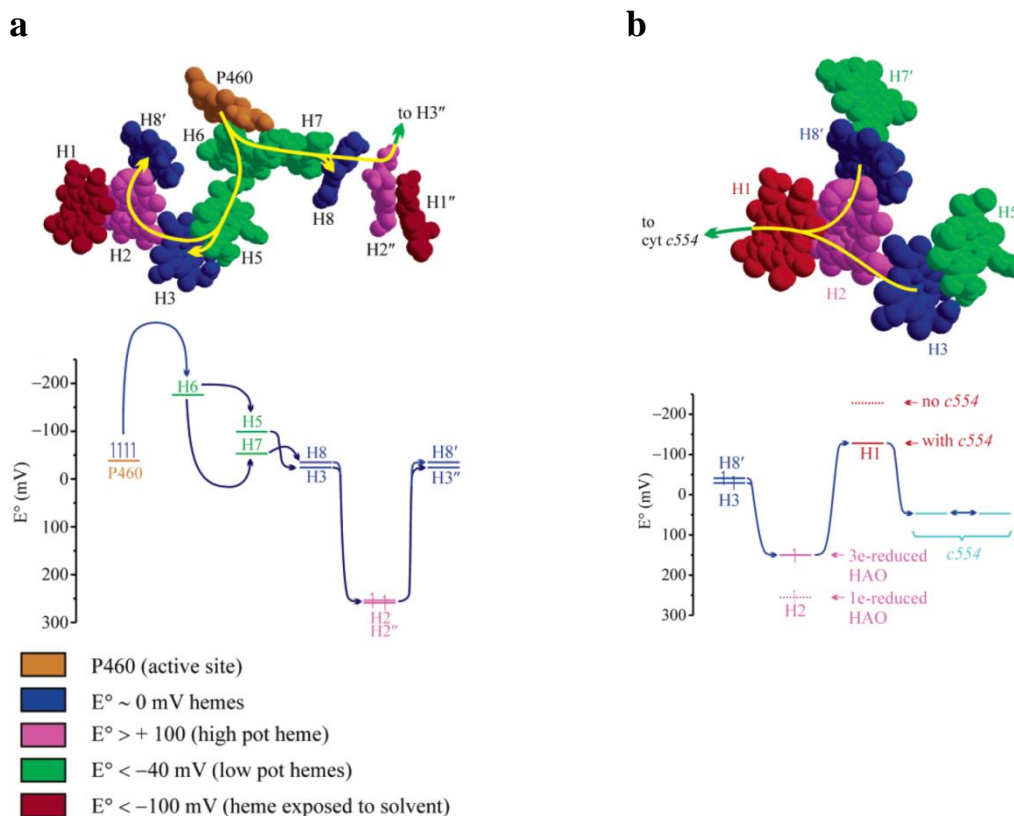 a
P460
to H3″
H8′
H6
H7
H1
H8
H1″
H2″
H2
H5
H3
−200
−100
0
100
200
300
E° (mV)
H6
H5
H7
P460
H8
H3
H8′
H3″
H2
H2″
P460 (active site)
E° ~ 0 mV hemes
E° > + 100 (high pot heme)
E° < −40 mV (low pot hemes)
E° < −100 mV (heme exposed to solvent)
b
H7′
H8′
H1
H5
to
cyt c554
H2
H3
−200
−100
0
100
200
300
E° (mV)
no c554
with c554
H1
H8′
H3
c554
3e-reduced
HAO
1e-reduced
HAO
H2